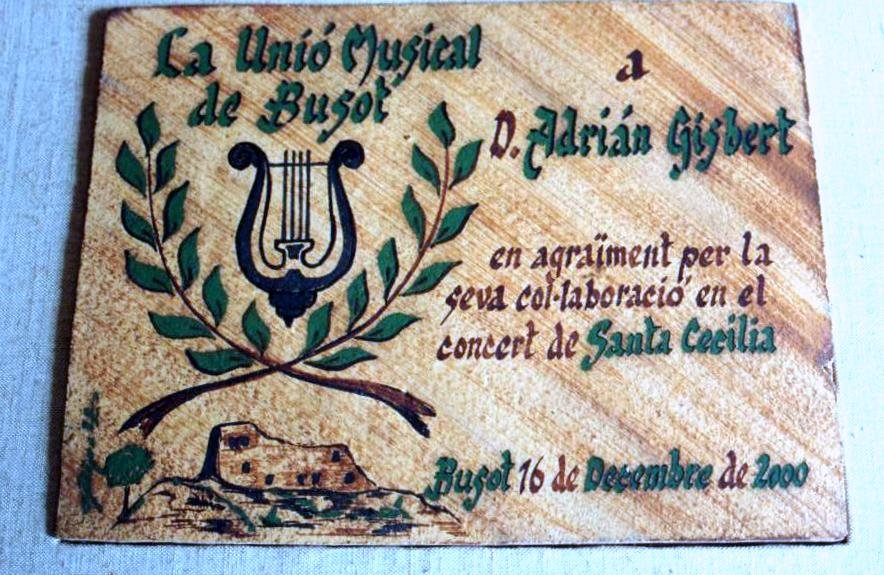 La Unió Musical
de Busot
a
D. Adrián Gisbert
en agraïment per la
seva col·laboració en el
concert de Santa Cecilia
Busot 16 de Decembre de 2000